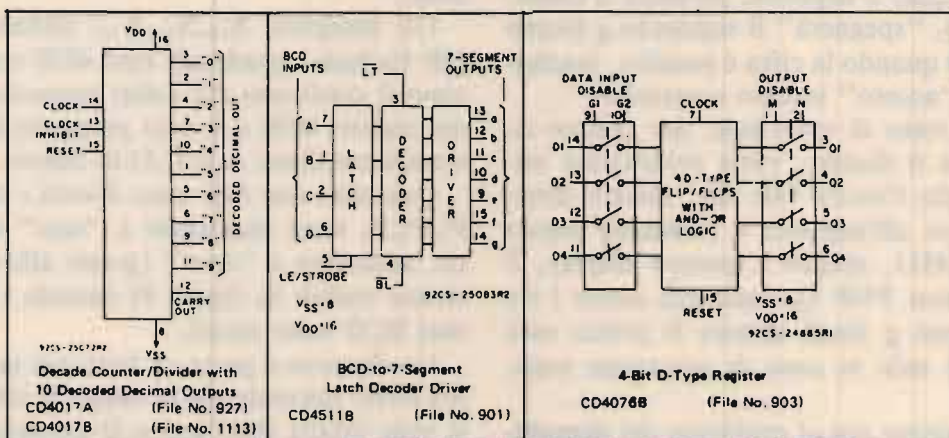 , "spegnerà" il segmento g
quando la cifra è
VDD
16
3 "0"
2
4 "2"
7 "3"
10 "4"
1 "5"
5 "6"
6 "7"
9 "8"
11 "9"
DECODED DECIMAL OUT
CLOCK 14
CLOCK INHIBIT 13
RESET 15
12
CARRY OUT
8
VSS
Decade Counter/Divider with
10 Decoded Decimal Outputs
CD4017A (File No. 927)
CD4017B (File No. 1113)
BCD INPUTS
7-SEGMENT OUTPUTS
LT
3
A 7
B 1
C 2
D 6
LATCH
DECODER
DRIVER
13 a
12 b
11 c
10 d
9 e
15 f
14 g
5
LE/STROBE
4
BL
92CS-25083R2
VSS=8
VDD=16
BCD-to-7-Segment
Latch Decoder Driver
CD4511B (File No. 901)
DATA INPUT DISABLE
G1 G2
9 10
CLOCK
7
OUTPUT DISABLE
M N
1 2
D1 14
D2 13
D3 12
D4 11
4 D-TYPE
FLIP/FLOPS
WITH
AND-OR
LOGIC
3 Q1
4 Q2
5 Q3
6 Q4
15
RESET
VSS=8
VDD=16
92CS-24885R1
4-Bit D-Type Register
CD4076B (File No. 903)